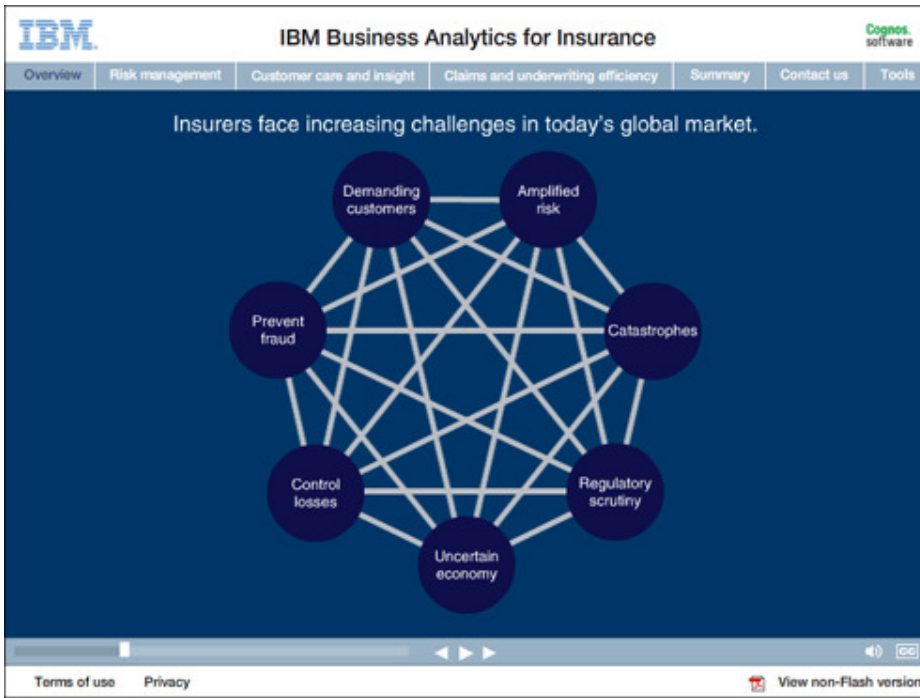 IBM.
IBM Business Analytics for Insurance
Cognos.
software
Overview
Risk management
Customer care and insight
Claims and underwriting efficiency
Summary
Contact us
Tools
Insurers face increasing challenges in today's global market.
Demanding
customers
Amplified
risk
Prevent
fraud
Catastrophes
Control
losses
Regulatory
scrutiny
Uncertain
economy
CC
Terms of use
Privacy
View non-Flash version